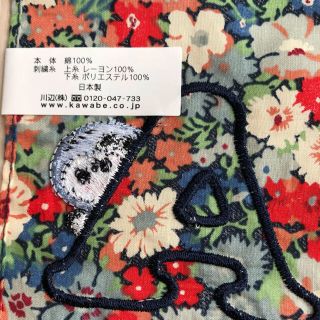 本 体 綿100%
刺繍糸 上糸 レーヨン100%
下糸 ポリエステル100%
日本製
川辺(株) 0120-047-733
www.kawabe.co.jp